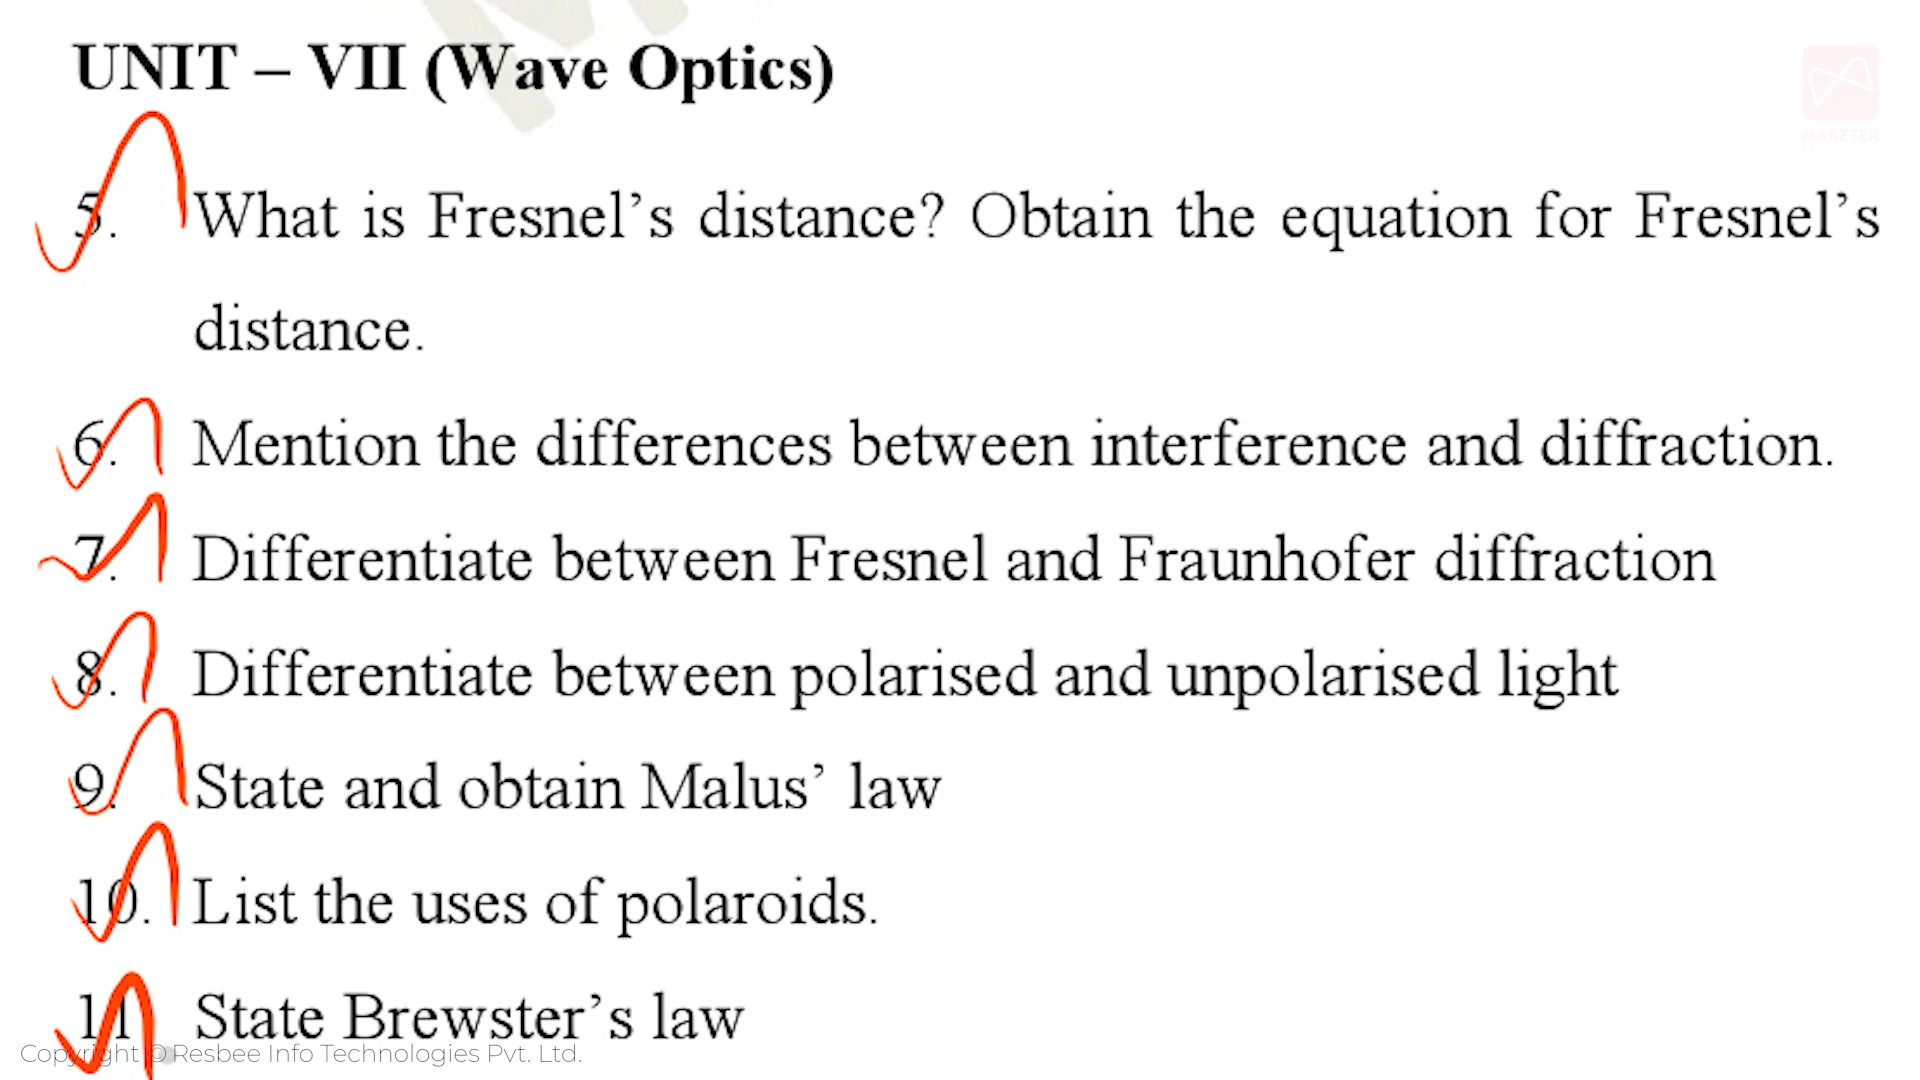 UNIT – VII (Wave Optics)
MAAZTER
5. What is Fresnel’s distance? Obtain the equation for Fresnel’s
distance.
6. Mention the differences between interference and diffraction.
7. Differentiate between Fresnel and Fraunhofer diffraction
8. Differentiate between polarised and unpolarised light
9. State and obtain Malus’ law
10. List the uses of polaroids.
11 State Brewster’s law
Copyright © Resbee Info Technologies Pvt. Ltd.